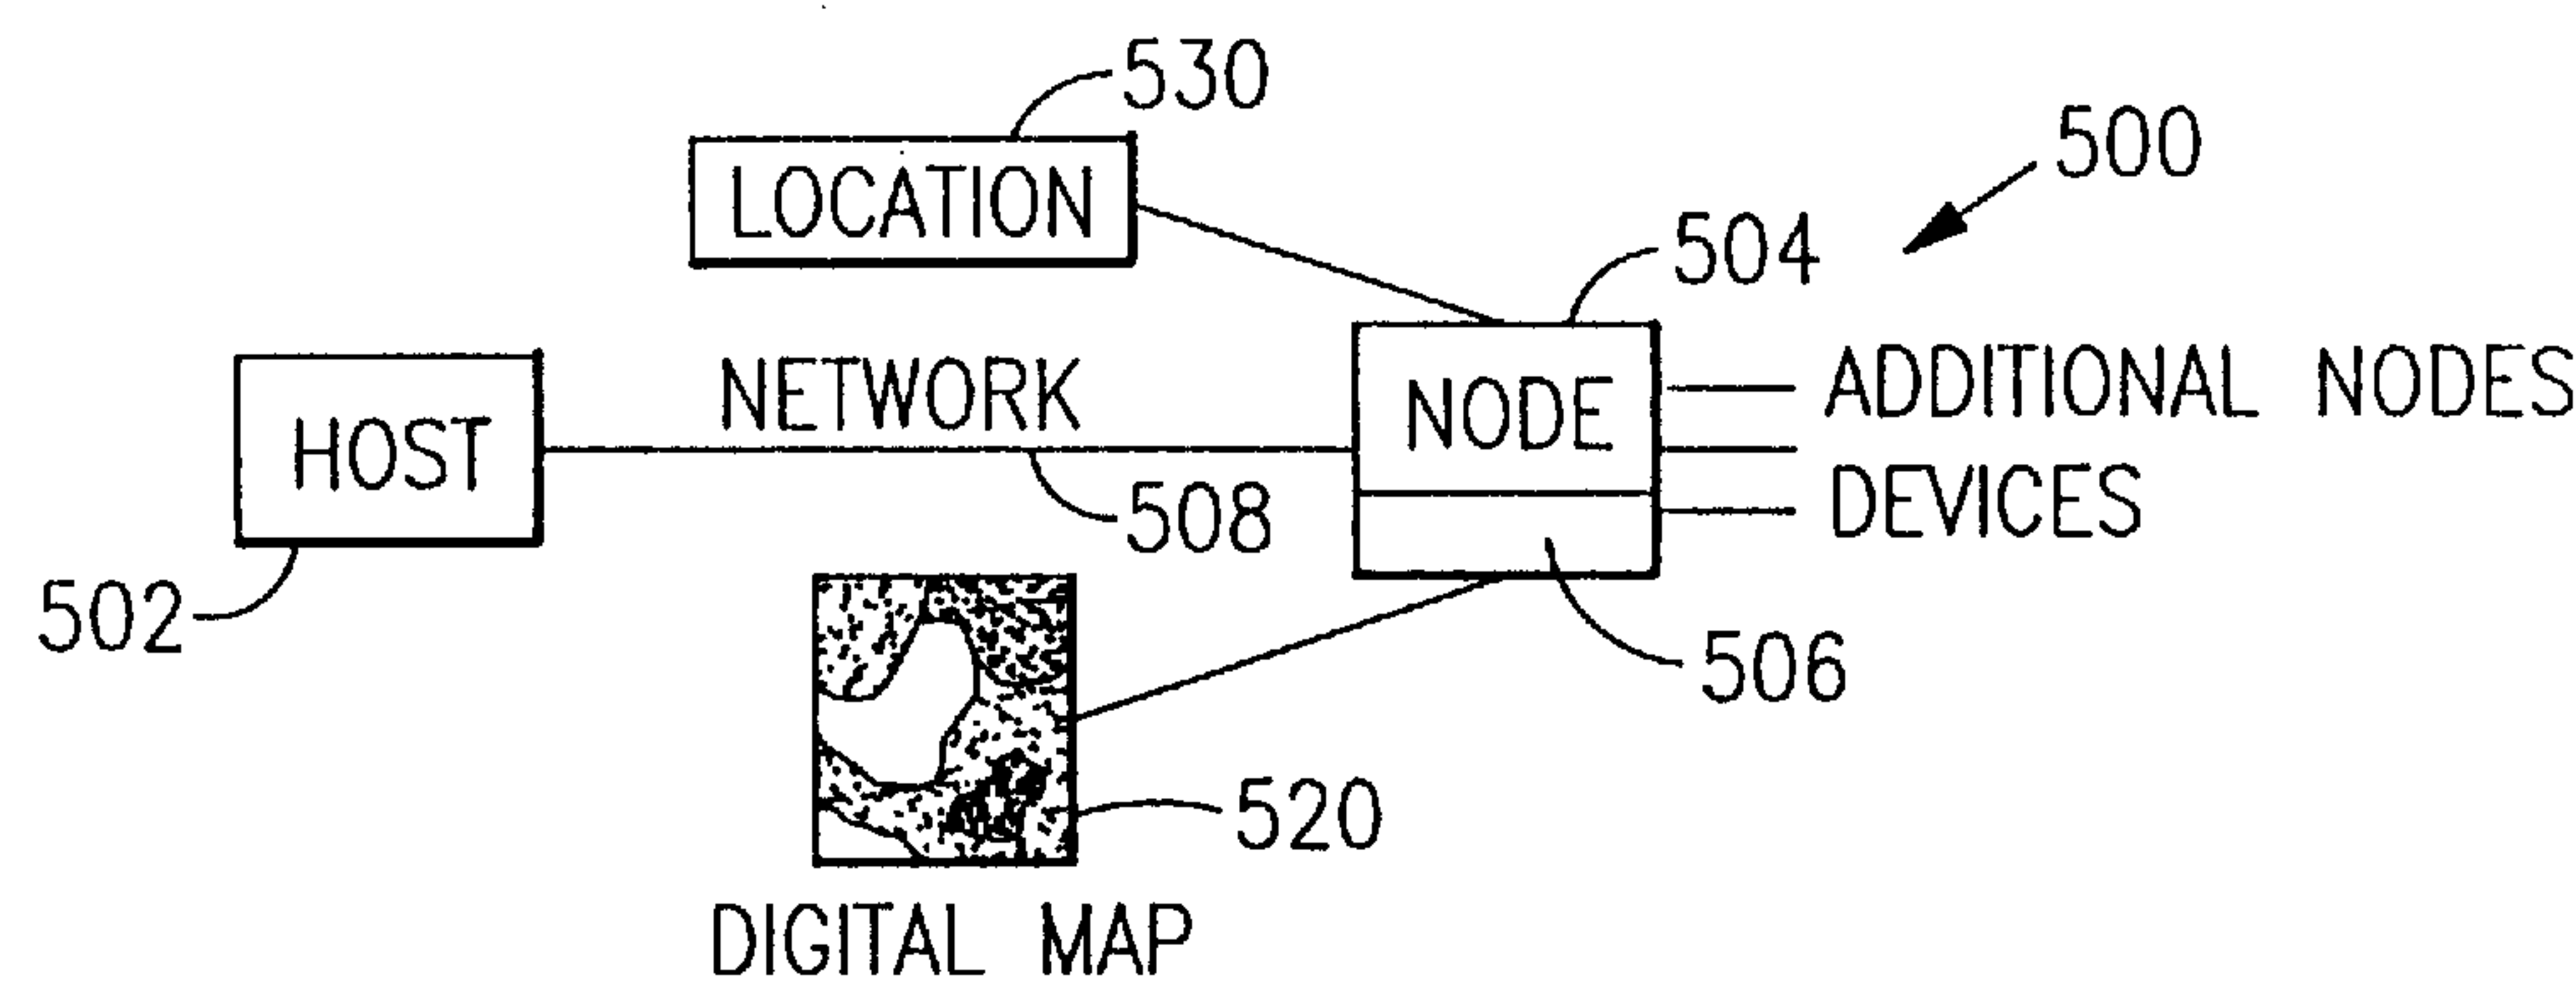 530
LOCATION
500
504
NETWORK
NODE
ADDITIONAL NODES
HOST
508
DEVICES
502
506
520
DIGITAL MAP